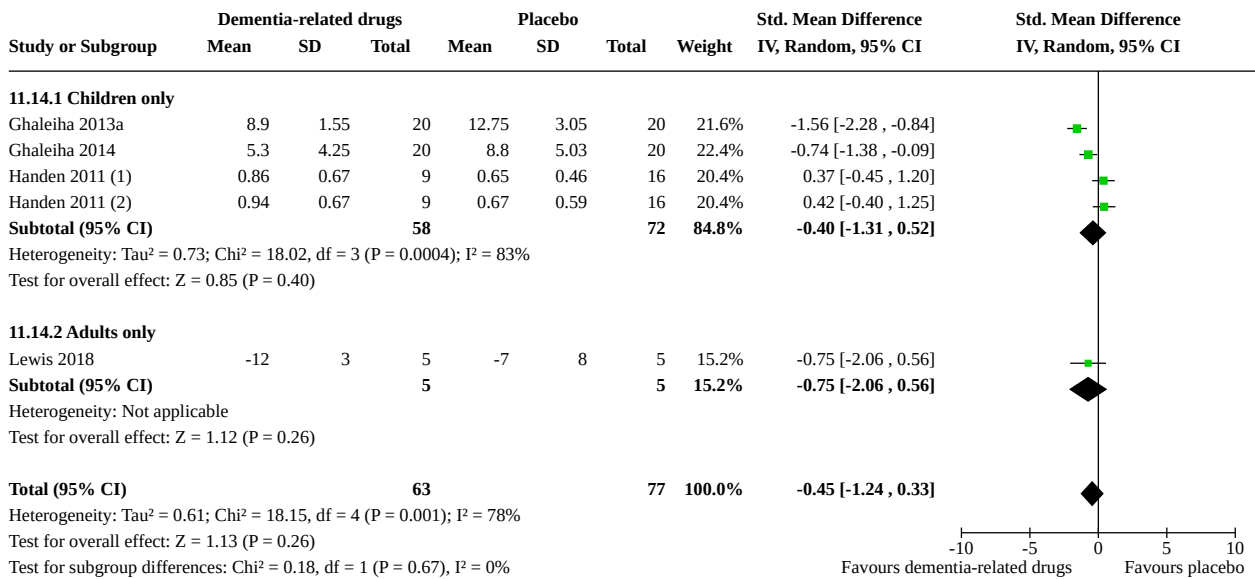 Dementia-related drugs Placebo Std. Mean Difference Std. Mean Difference
Study or Subgroup Mean SD Total Mean SD Total Weight IV, Random, 95% CI IV, Random, 95% CI
11.14.1 Children only
Ghaleiha 2013a 8.9 1.55 20 12.75 3.05 20 21.6% -1.56 [-2.28 , -0.84]
Ghaleiha 2014 5.3 4.25 20 8.8 5.03 20 22.4% -0.74 [-1.38 , -0.09]
Handen 2011 (1) 0.86 0.67 9 0.65 0.46 16 20.4% 0.37 [-0.45 , 1.20]
Handen 2011 (2) 0.94 0.67 9 0.67 0.59 16 20.4% 0.42 [-0.40 , 1.25]
Subtotal (95% CI) 58 72 84.8% -0.40 [-1.31 , 0.52]
Heterogeneity: Tau² = 0.73; Chi² = 18.02, df = 3 (P = 0.0004); I² = 83%
Test for overall effect: Z = 0.85 (P = 0.40)
11.14.2 Adults only
Lewis 2018 -12 3 5 -7 8 5 15.2% -0.75 [-2.06 , 0.56]
Subtotal (95% CI) 5 5 15.2% -0.75 [-2.06 , 0.56]
Heterogeneity: Not applicable
Test for overall effect: Z = 1.12 (P = 0.26)
Total (95% CI) 63 77 100.0% -0.45 [-1.24 , 0.33]
Heterogeneity: Tau² = 0.61; Chi² = 18.15, df = 4 (P = 0.001); I² = 78%
Test for overall effect: Z = 1.13 (P = 0.26)
-10 -5 0 5 10
Test for subgroup differences: Chi² = 0.18, df = 1 (P = 0.67), I² = 0% Favours dementia-related drugs Favours placebo